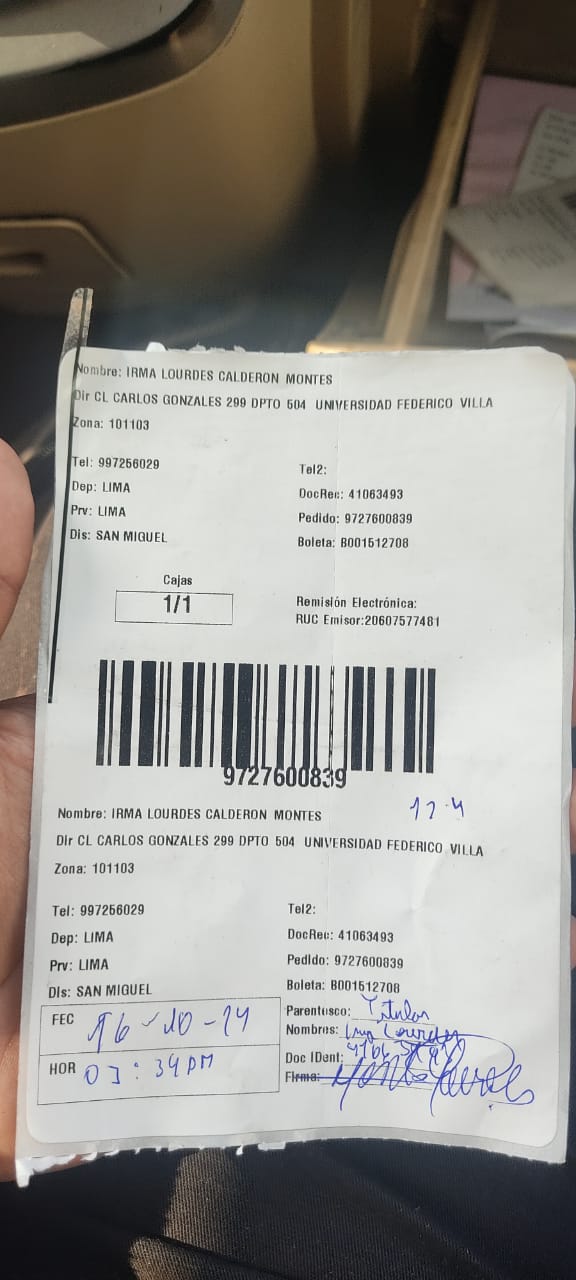 Nombre: IRMA LOURDES CALDERON MONTES
Dir CL CARLOS GONZALES 299 DPTO 504 UNIVERSIDAD FEDERICO VILLA
Zona: 101103
Tel: 997256029
Tel2:
Dep: LIMA
DocRec: 41063493
Prv: LIMA
Pedido: 9727600839
Dis: SAN MIGUEL
Boleta: B001512708
Cajas
1/1
Remisión Electrónica:
RUC Emisor:20607577481
9727600839
Nombre: IRMA LOURDES CALDERON MONTES
Dir CL CARLOS GONZALES 299 DPTO 504 UNIVERSIDAD FEDERICO VILLA
Zona: 101103
Tel: 997256029
Tel2:
Dep: LIMA
DocRec: 41063493
Prv: LIMA
Pedido: 9727600839
Dis: SAN MIGUEL
Boleta: B001512708
FEC 16-10-24
Parentisco: Titular
Nombres: Lourdes
HOR 03:34 PM
Doc IDent:
Firma: